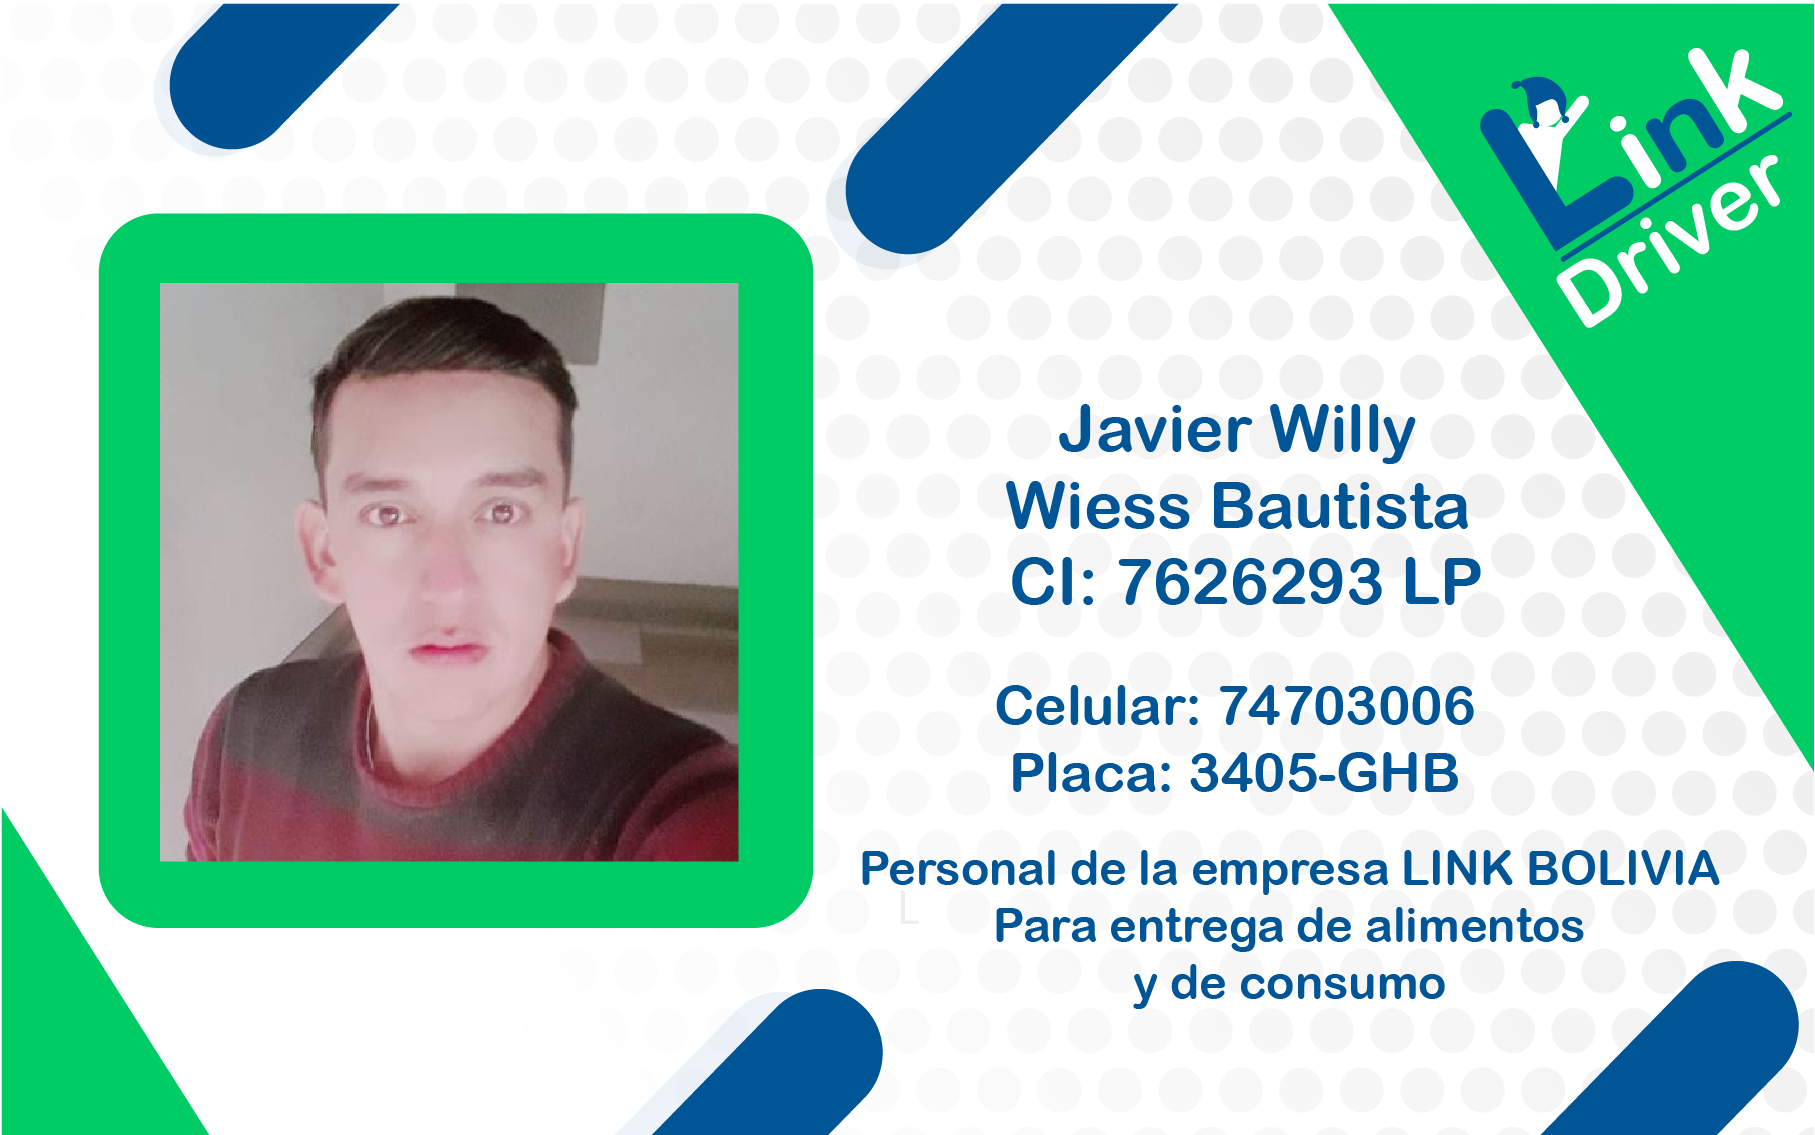 Link
Driver
Javier Willy
Wiess Bautista
CI: 7626293 LP
Celular: 74703006
Placa: 3405-GHB
Personal de la empresa LINK BOLIVIA
L
Para entrega de alimentos
y de consumo